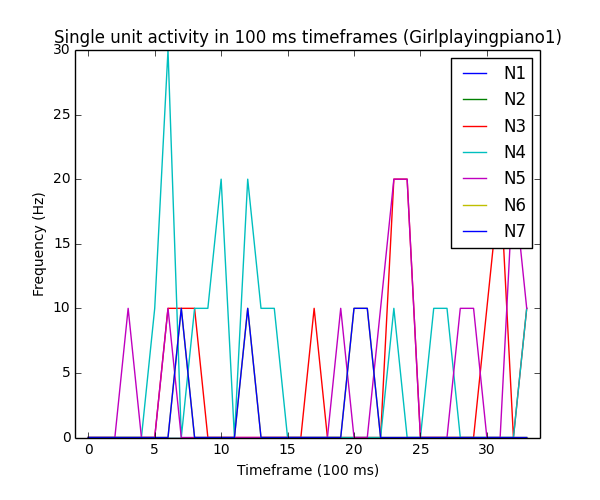 Single unit activity in 100 ms timeframes (Girlplayingpiano1)
30
25
20
15
10
5
0
Frequency (Hz)
N1
N2
N3
N4
N5
N6
N7
0 5 10 15 20 25 30
Timeframe (100 ms)